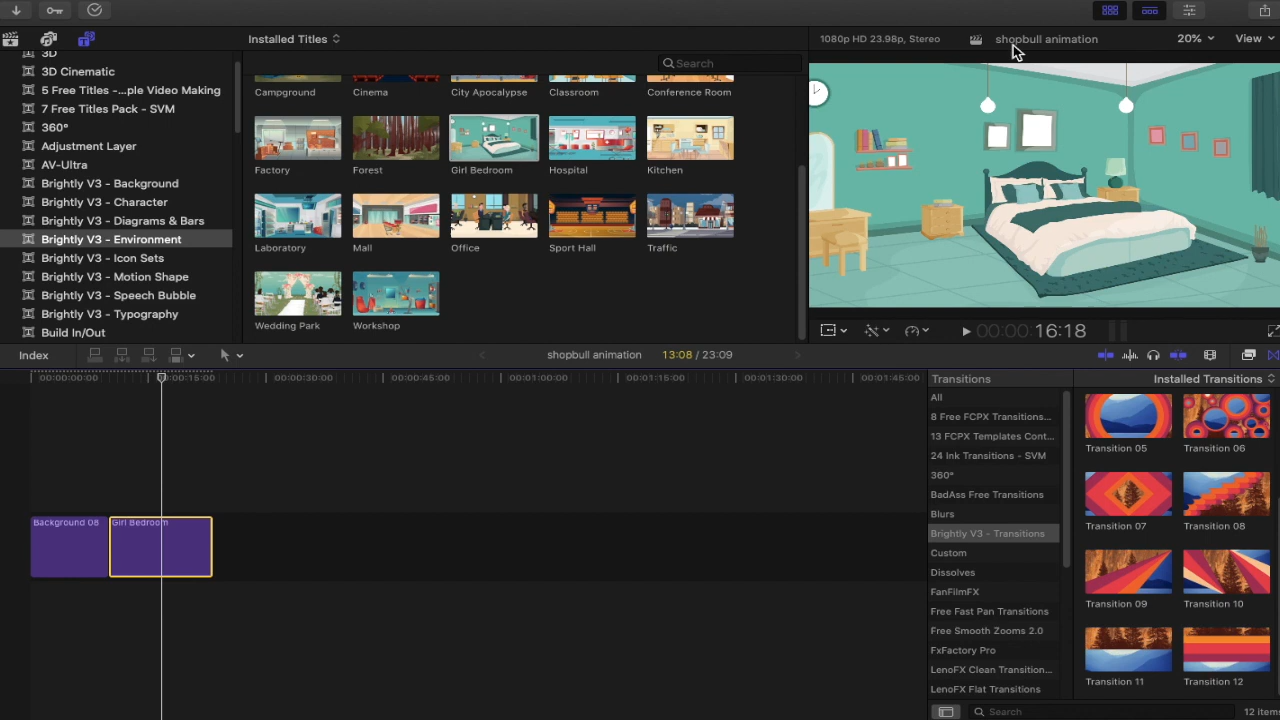 Installed Titles
1080p HD 23.98p, Stereo
shopbull animation
20%
View
3D
3D Cinematic
5 Free Titles -...ple Video Making
7 Free Titles Pack - SVM
360°
Adjustment Layer
AV-Ultra
Brightly V3 - Background
Brightly V3 - Character
Brightly V3 - Diagrams & Bars
Brightly V3 - Environment
Brightly V3 - Icon Sets
Brightly V3 - Motion Shape
Brightly V3 - Speech Bubble
Brightly V3 - Typography
Build In/Out
Search
Campground
Cinema
City Apocalypse
Classroom
Conference Room
Factory
Forest
Girl Bedroom
Hospital
Kitchen
Laboratory
Mall
Office
Sport Hall
Traffic
Wedding Park
Workshop
00:00:16:18
Index
shopbull animation
13:08 / 23:09
00:00:00:00
00:00:15:00
00:00:30:00
00:00:45:00
00:01:00:00
00:01:15:00
00:01:30:00
00:01:45:00
Background 08
Girl Bedroom
Transitions
Installed Transitions
All
8 Free FCPX Transitions...
13 FCPX Templates Cont...
24 Ink Transitions - SVM
360°
BadAss Free Transitions
Blurs
Brightly V3 - Transitions
Custom
Dissolves
FanFilmFX
Free Fast Pan Transitions
Free Smooth Zooms 2.0
FxFactory Pro
LenoFX Clean Transition...
LenoFX Flat Transitions
Transition 05
Transition 06
Transition 07
Transition 08
Transition 09
Transition 10
Transition 11
Transition 12
Search
12 items